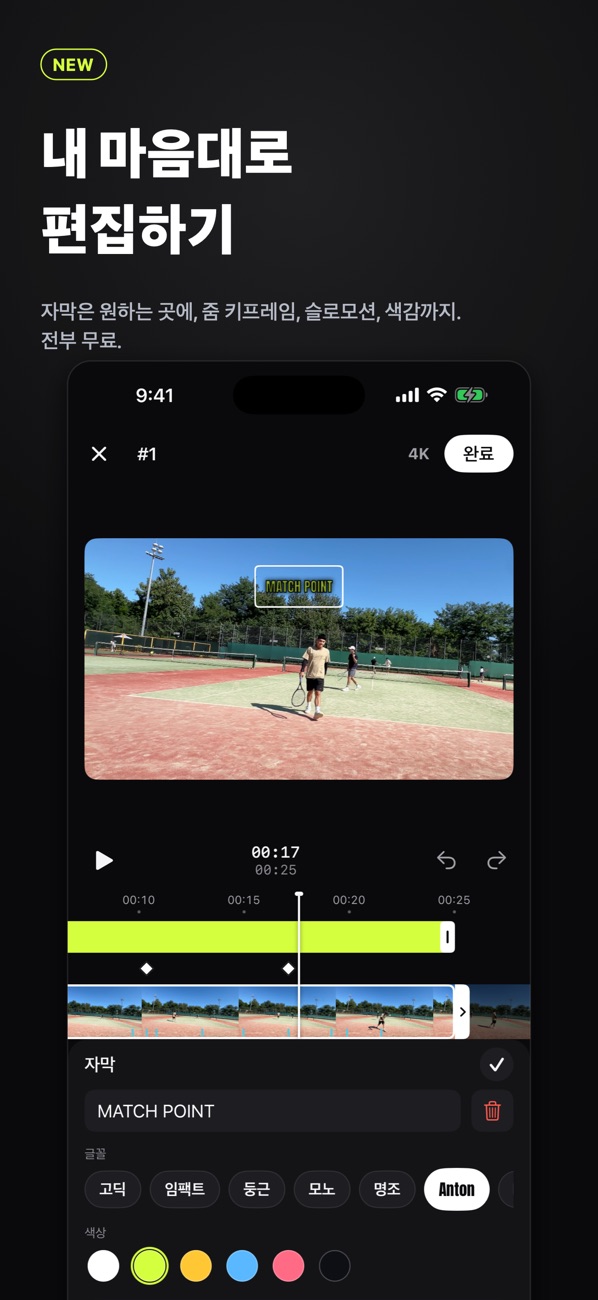 NEW
내 마음대로
편집하기
자막은 원하는 곳에, 줌 키프레임, 슬로모션, 색감까지.
전부 무료.
9:41
#1
4K
완료
MATCH POINT
00:17
00:25
00:10
00:15
00:20
00:25
자막
MATCH POINT
글꼴
고딕
임팩트
둥근
모노
명조
Anton
색상